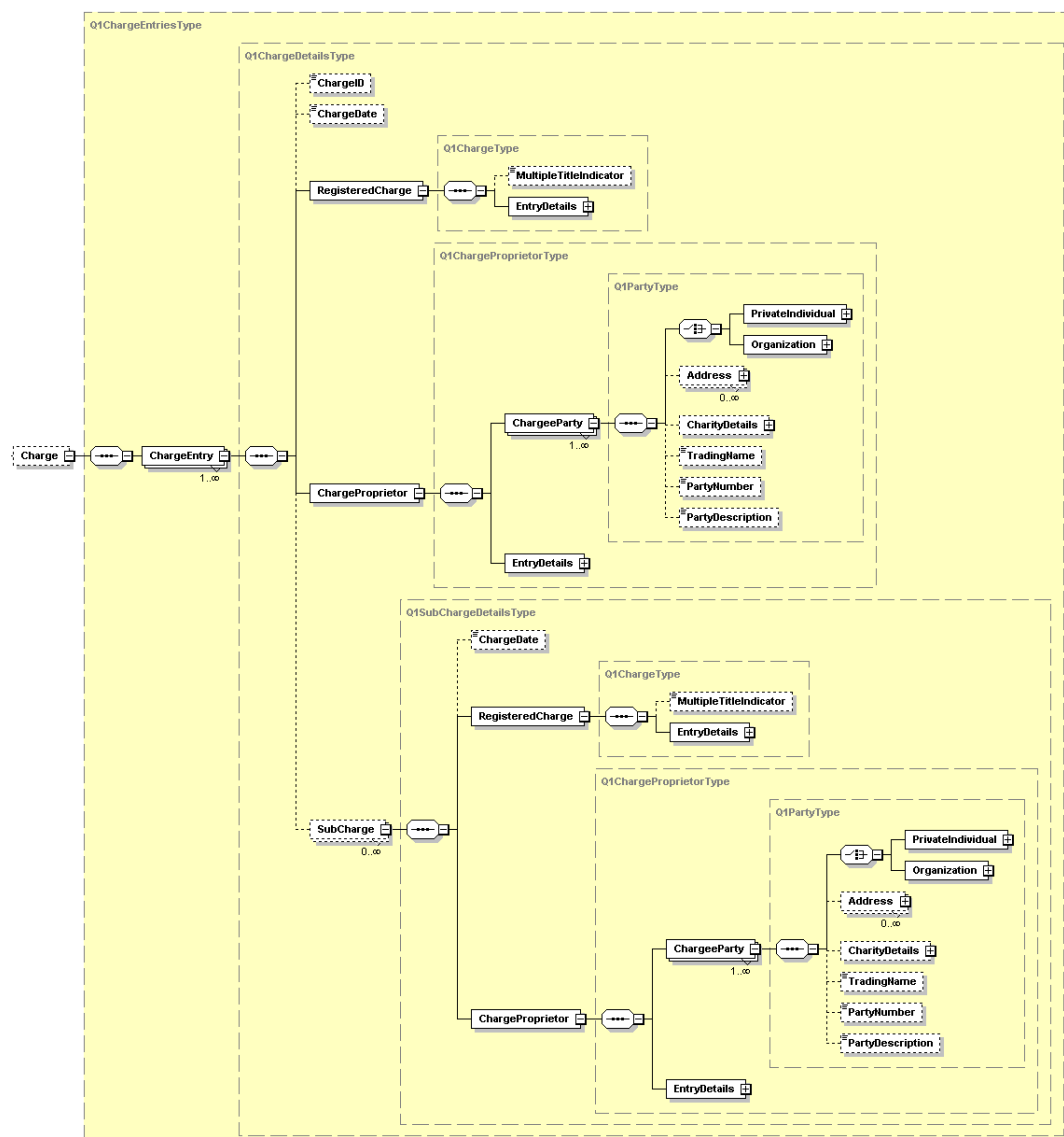 Q1ChargeEntriesType
Q1ChargeDetailsType
ChargeID
ChargeDate
Q1ChargeType
MultipleTitleIndicator
RegisteredCharge
EntryDetails
Q1ChargeProprietorType
Q1PartyType
PrivateIndividual
Organization
Address
0..∞
ChargeeParty
1..∞
CharityDetails
Charge
ChargeEntry
1..∞
TradingName
PartyNumber
ChargeProprietor
PartyDescription
EntryDetails
Q1SubChargeDetailsType
ChargeDate
Q1ChargeType
MultipleTitleIndicator
RegisteredCharge
EntryDetails
Q1ChargeProprietorType
Q1PartyType
SubCharge
0..∞
PrivateIndividual
Organization
Address
0..∞
ChargeeParty
1..∞
CharityDetails
TradingName
PartyNumber
ChargeProprietor
PartyDescription
EntryDetails